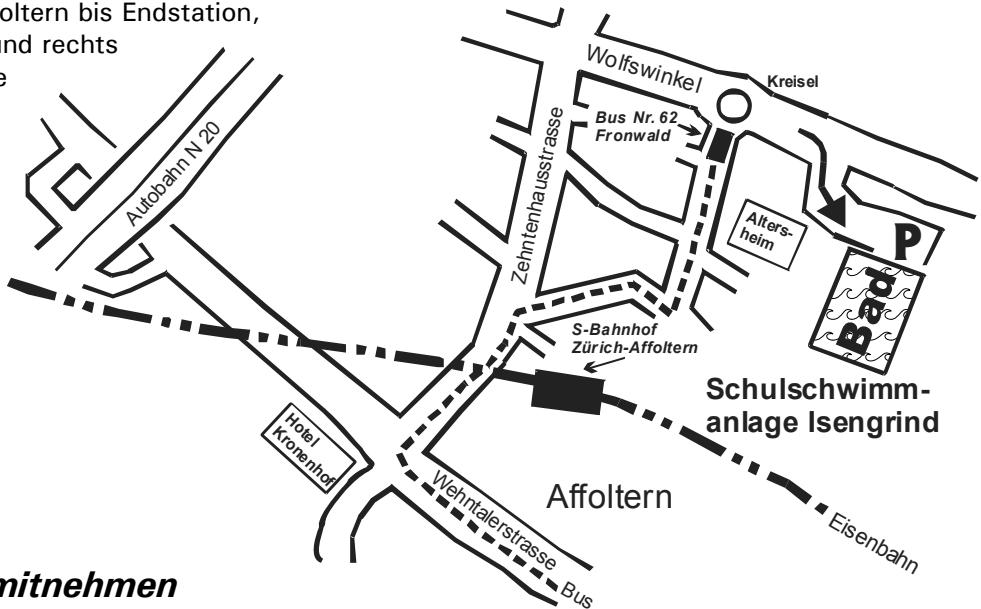 oltern bis Endstation,
und rechts
e
Wolfswinkel
Kreisel
Bus Nr. 62
Fronwald
Autobahn N 20
Zehntenhausstrasse
Alters-
heim
P
Bad
S-Bahnhof
Zürich-Affoltern
Schulschwimm-
anlage Isengrind
Hotel
Kronenhof
Wehntalerstrasse
Affoltern
Eisenbahn
Bus
mitnehmen